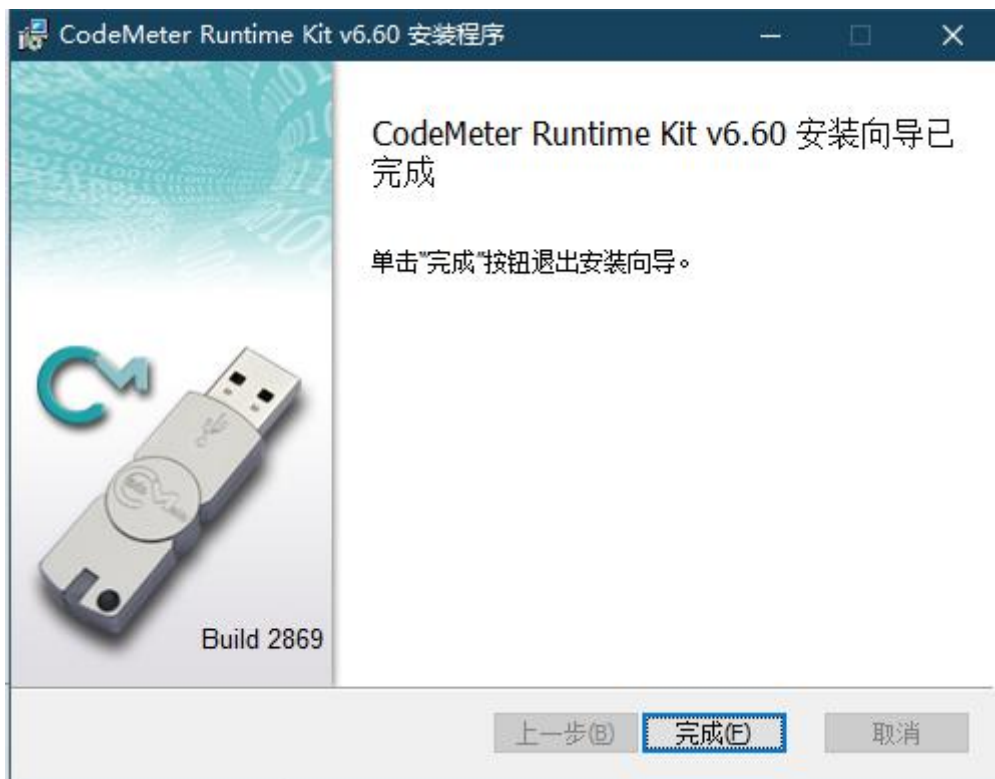 CodeMeter Runtime Kit v6.60 安装程序
CodeMeter Runtime Kit v6.60 安装向导已
完成
单击"完成"按钮退出安装向导。
CM
Build 2869
上一步(B) 完成(F) 取消